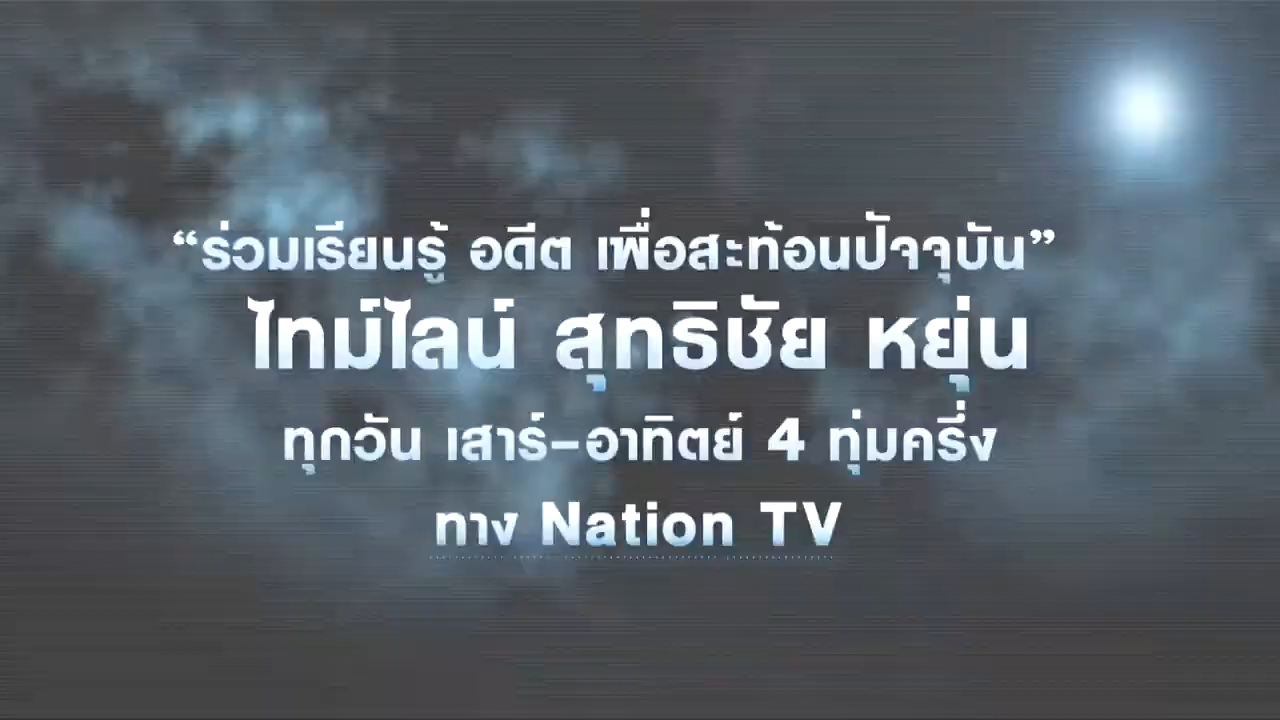 “ร่วมเรียนรู้ อดีต เพื่อสะท้อนปัจจุบัน”
ไทม์ไลน์ สุทธิชัย หยุ่น
ทุกวัน เสาร์-อาทิตย์ 4 ทุ่มครึ่ง
ทาง Nation TV